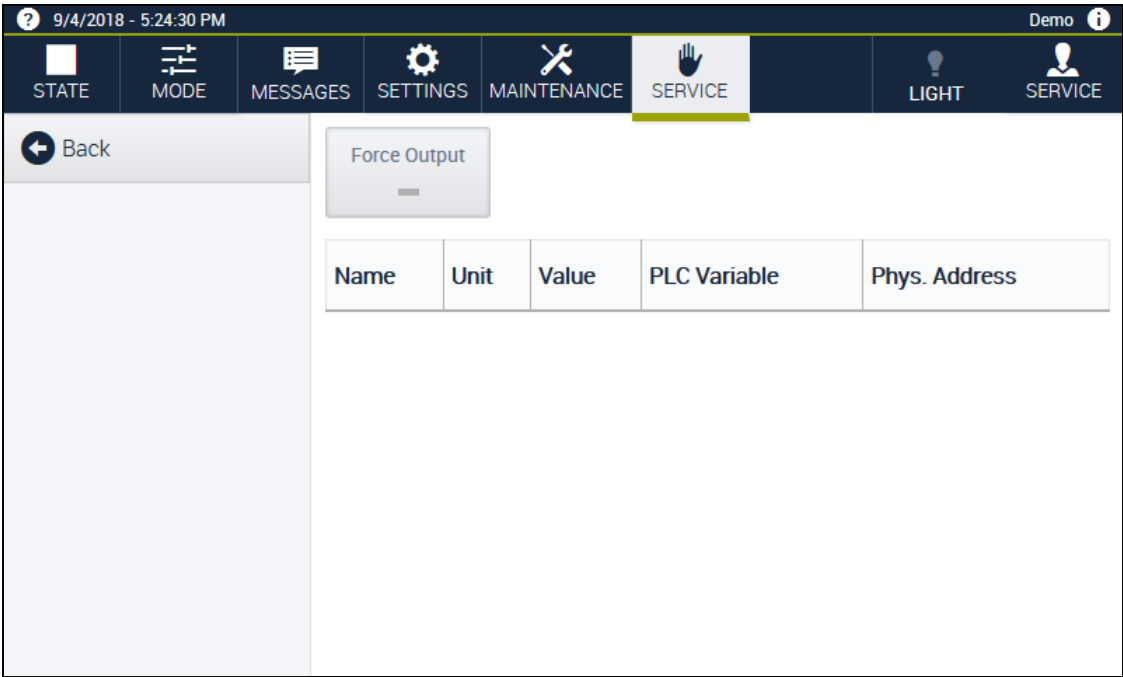 ? 9/4/2018 - 5:24:30 PM Demo i
STATE MODE MESSAGES SETTINGS MAINTENANCE SERVICE LIGHT SERVICE
Back
Force Output
Name Unit Value PLC Variable Phys. Address